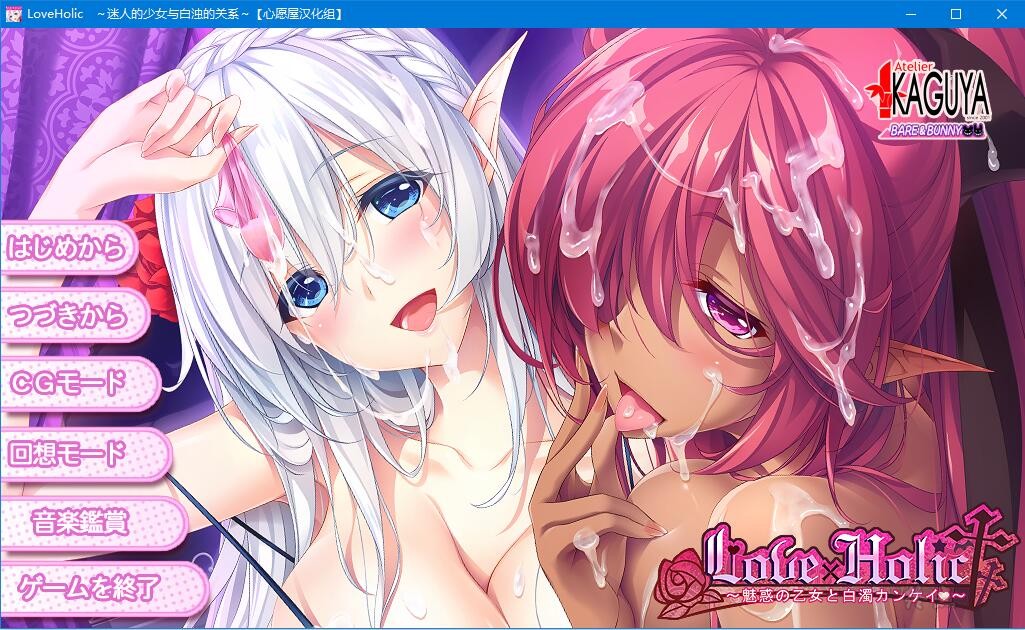 LoveHolic　～迷人的少女与白浊的关系～【心愿屋汉化组】
Atelier
KAGUYA
since 2001
BARE&BUNNY
はじめから
つづきから
CGモード
回想モード
音楽鑑賞
ゲームを終了
Love×Holic
～魅惑の乙女と白濁カンケイ♥～